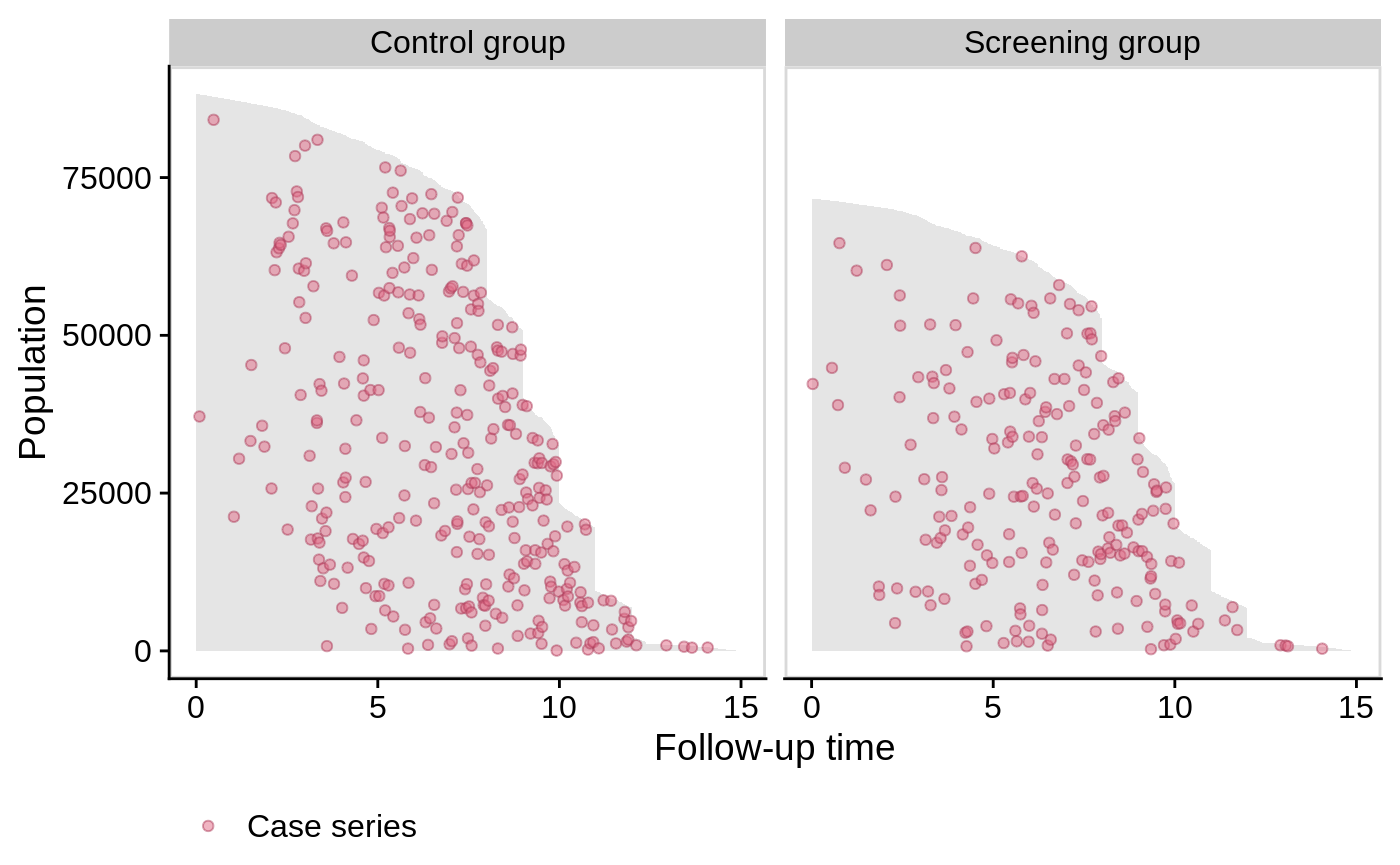 Control group
Screening group
75000
50000
25000
0
Population
0 5 10 15
0 5 10 15
Follow-up time
Case series